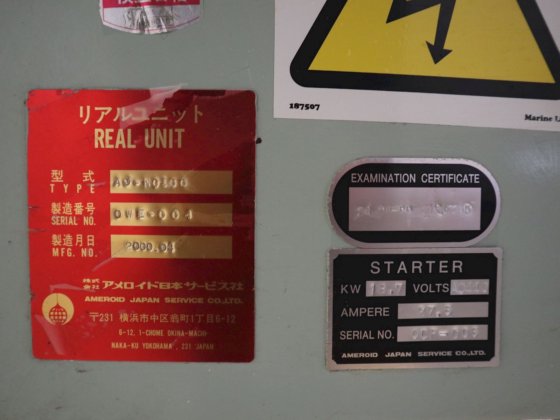 187507
Marine
リアルユニット
REAL UNIT
型式
TYPE
製造番号
SERIAL NO. OWE-004
製造月日
MFG. NO. 2000.04
株式会社 アメロイド日本サービス社
AMEROID JAPAN SERVICE CO.,LTD.
〒231 横浜市中区翁町1丁目6-12
6-12, 1-CHOME OKINA-MACHI
NAKA-KU YOKOHAMA, 231 JAPAN
EXAMINATION CERTIFICATE
STARTER
KW VOLTS
AMPERE
SERIAL NO.
AMEROID JAPAN SERVICE CO.,LTD.